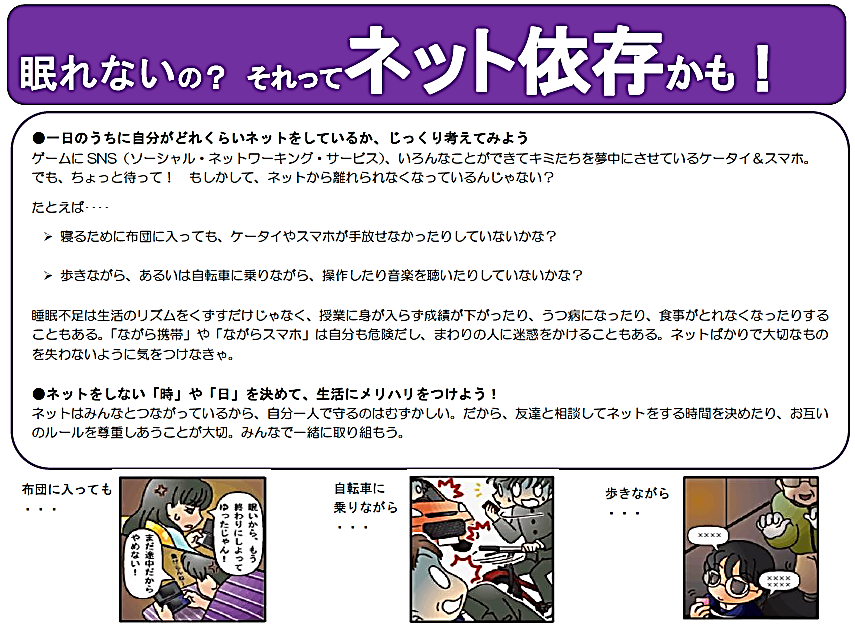 眠れないの？ それってネット依存かも！
●一日のうちに自分がどれくらいネットをしているか、じっくり考えてみよう
ゲームに SNS（ソーシャル・ネットワーキング・サービス）、いろんなことができてキミたちを夢中にさせているケータイ＆スマホ。
でも、ちょっと待って！　もしかして、ネットから離れられなくなっているんじゃない？
たとえば‥‥
➢ 寝るために布団に入っても、ケータイやスマホが手放せなかったりしていないかな？
➢ 歩きながら、あるいは自転車に乗りながら、操作したり音楽を聴いたりしていないかな？
睡眠不足は生活のリズムをくずすだけじゃなく、授業に身が入らず成績が下がったり、うつ病になったり、食事がとれなくなったりする
こともある。「ながら携帯」や「ながらスマホ」は自分も危険だし、まわりの人に迷惑をかけることもある。ネットばかりで大切なもの
を失わないように気をつけなきゃ。
●ネットをしない「時」や「日」を決めて、生活にメリハリをつけよう！
ネットはみんなとつながっているから、自分一人で守るのはむずかしい。だから、友達と相談してネットをする時間を決めたり、お互い
のルールを尊重しあうことが大切。みんなで一緒に取り組もう。
布団に入っても
・・・
眠いから、もう
終わりにしよって
ゆったじゃん！
まだ途中だから
やめない！
自転車に
乗りながら
・・・
歩きながら
・・・
××××
××××
××××